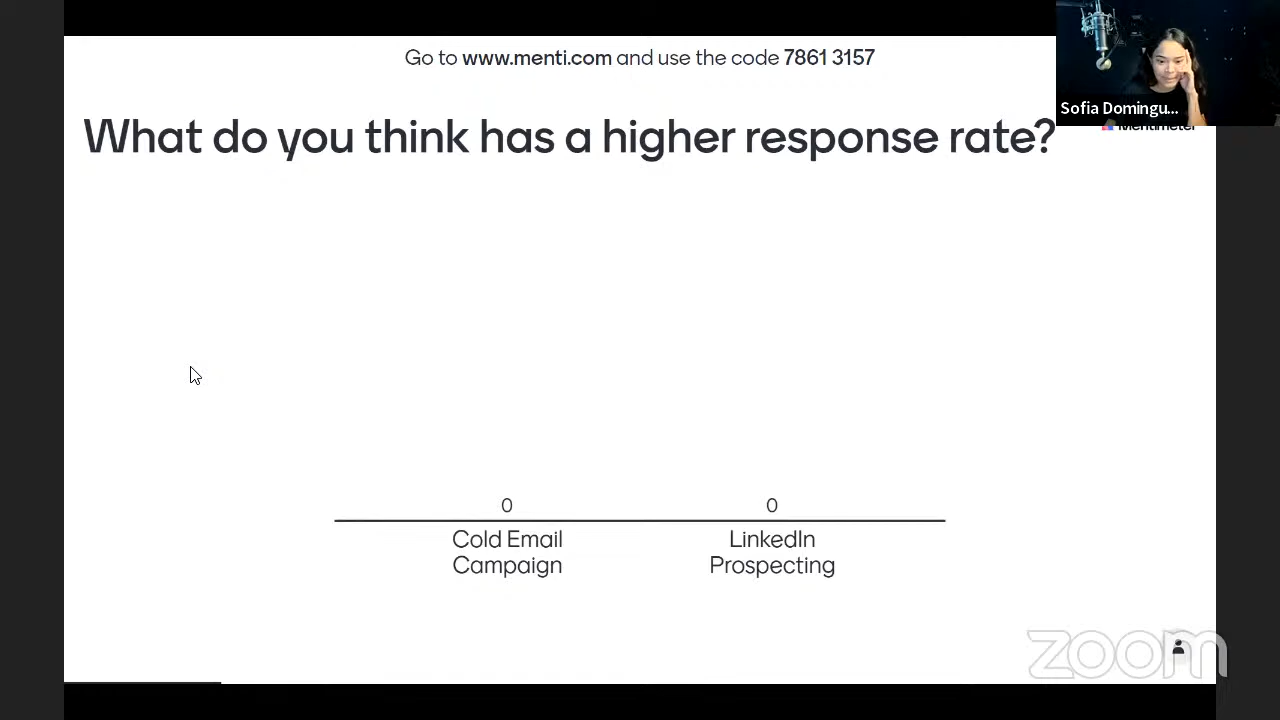 Go to www.menti.com and use the code 7861 3157
Sofia Domingu...
Mentimeter
What do you think has a higher response rate?
0
0
Cold Email
Campaign
LinkedIn
Prospecting
zoom